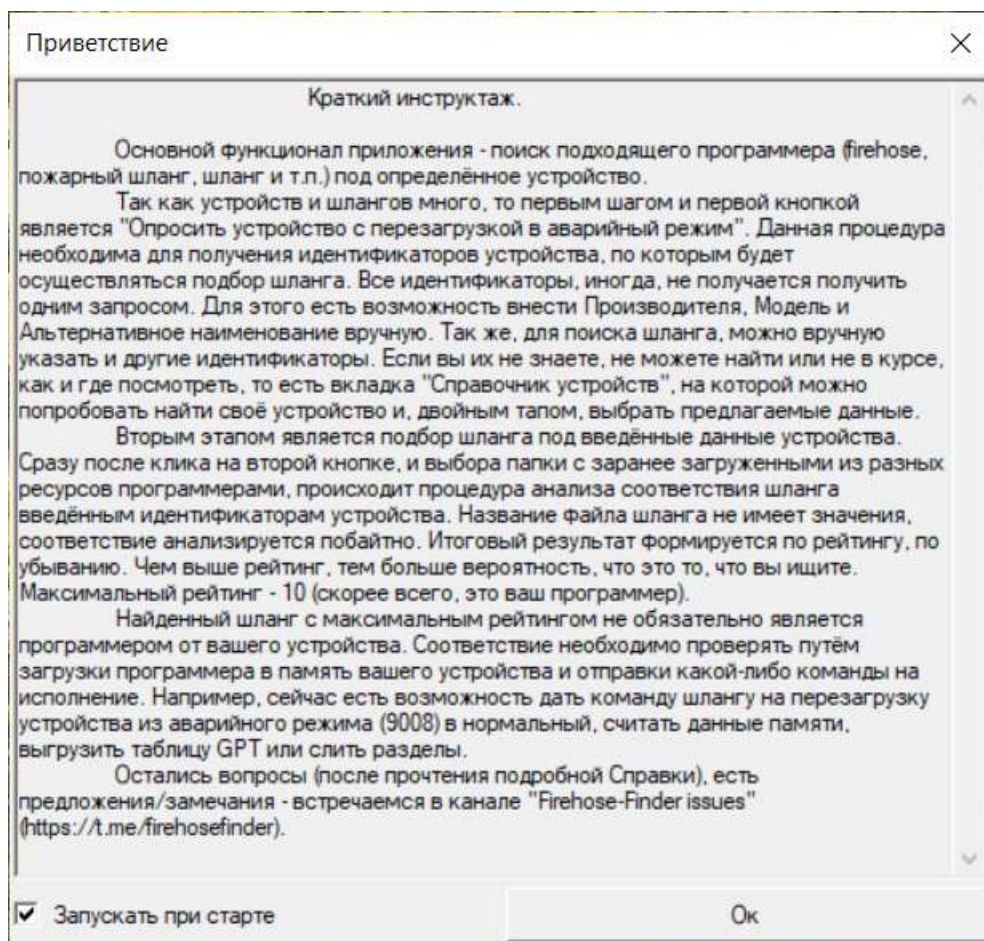 Приветствие
Краткий инструктаж.
Основной функционал приложения - поиск подходящего программера (firehose,
пожарный шланг, шланг и т.п.) под определённое устройство.
Так как устройств и шлангов много, то первым шагом и первой кнопкой
является "Опросить устройство с перезагрузкой в аварийный режим". Данная процедура
необходима для получения идентификаторов устройства, по которым будет
осуществляться подбор шланга. Все идентификаторы, иногда, не получается получить
одним запросом. Для этого есть возможность внести Производителя, Модель и
Альтернативное наименование вручную. Так же, для поиска шланга, можно вручную
указать и другие идентификаторы. Если вы их не знаете, не можете найти или не в курсе,
как и где посмотреть, то есть вкладка "Справочник устройств", на которой можно
попробовать найти своё устройство и, двойным тапом, выбрать предлагаемые данные.
Вторым этапом является подбор шланга под введённые данные устройства.
Сразу после клика на второй кнопке, и выбора папки с заранее загруженными из разных
ресурсов программерами, происходит процедура анализа соответствия шланга
введённым идентификаторам устройства. Название файла шланга не имеет значения,
соответствие анализируется побайтно. Итоговый результат формируется по рейтингу, по
убыванию. Чем выше рейтинг, тем больше вероятность, что это то, что вы ищите.
Максимальный рейтинг - 10 (скорее всего, это ваш программер).
Найденный шланг с максимальным рейтингом не обязательно является
программером от вашего устройства. Соответствие необходимо проверять путём
загрузки программера в память вашего устройства и отправки какой-либо команды на
исполнение. Например, сейчас есть возможность дать команду шлангу на перезагрузку
устройства из аварийного режима (9008) в нормальный, считать данные памяти,
выгрузить таблицу GPT или слить разделы.
Остались вопросы (после прочтения подробной Справки), есть
предложения/замечания - встречаемся в канале "Firehose-Finder issues"
(https://t.me/firehosefinder).
Запускать при старте
Ок